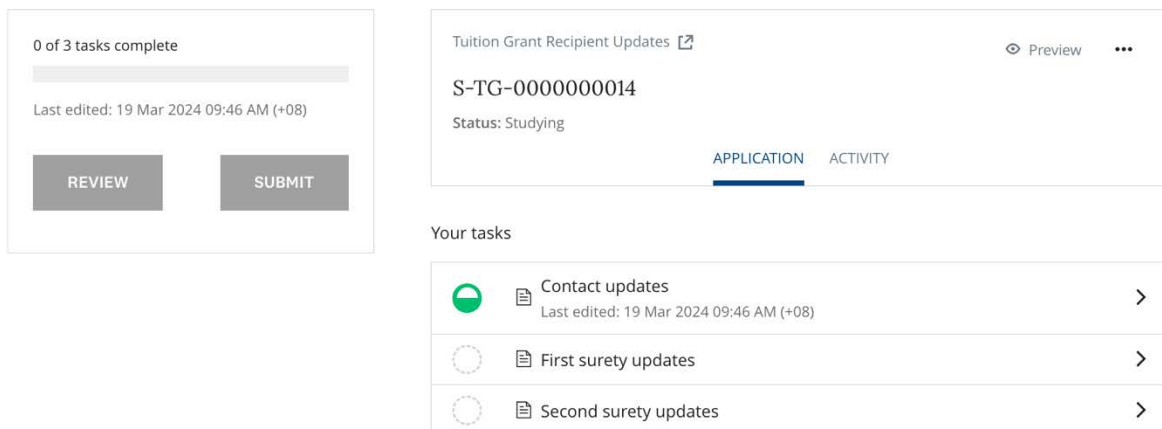 0 of 3 tasks complete
Last edited: 19 Mar 2024 09:46 AM (+08)
REVIEW
SUBMIT
Tuition Grant Recipient Updates
Preview
S-TG-0000000014
Status: Studying
APPLICATION
ACTIVITY
Your tasks
Contact updates
Last edited: 19 Mar 2024 09:46 AM (+08)
First surety updates
Second surety updates